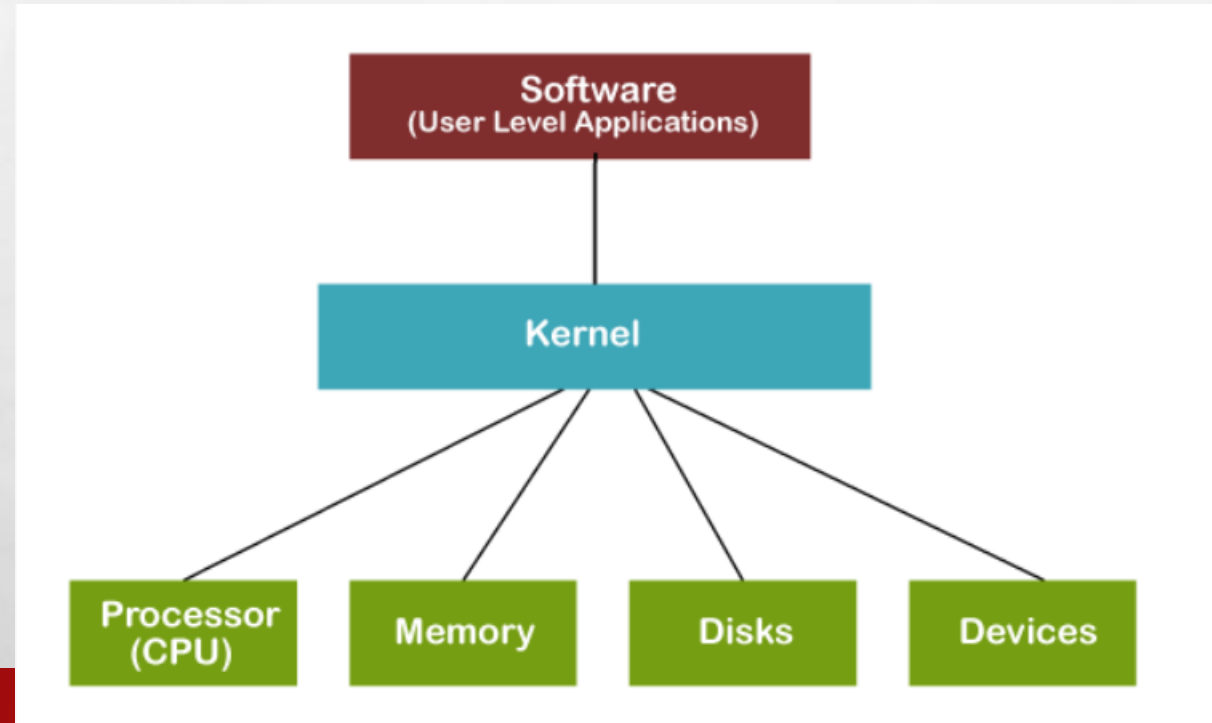 Software
(User Level Applications)
Kernel
Processor
(CPU)
Memory
Disks
Devices